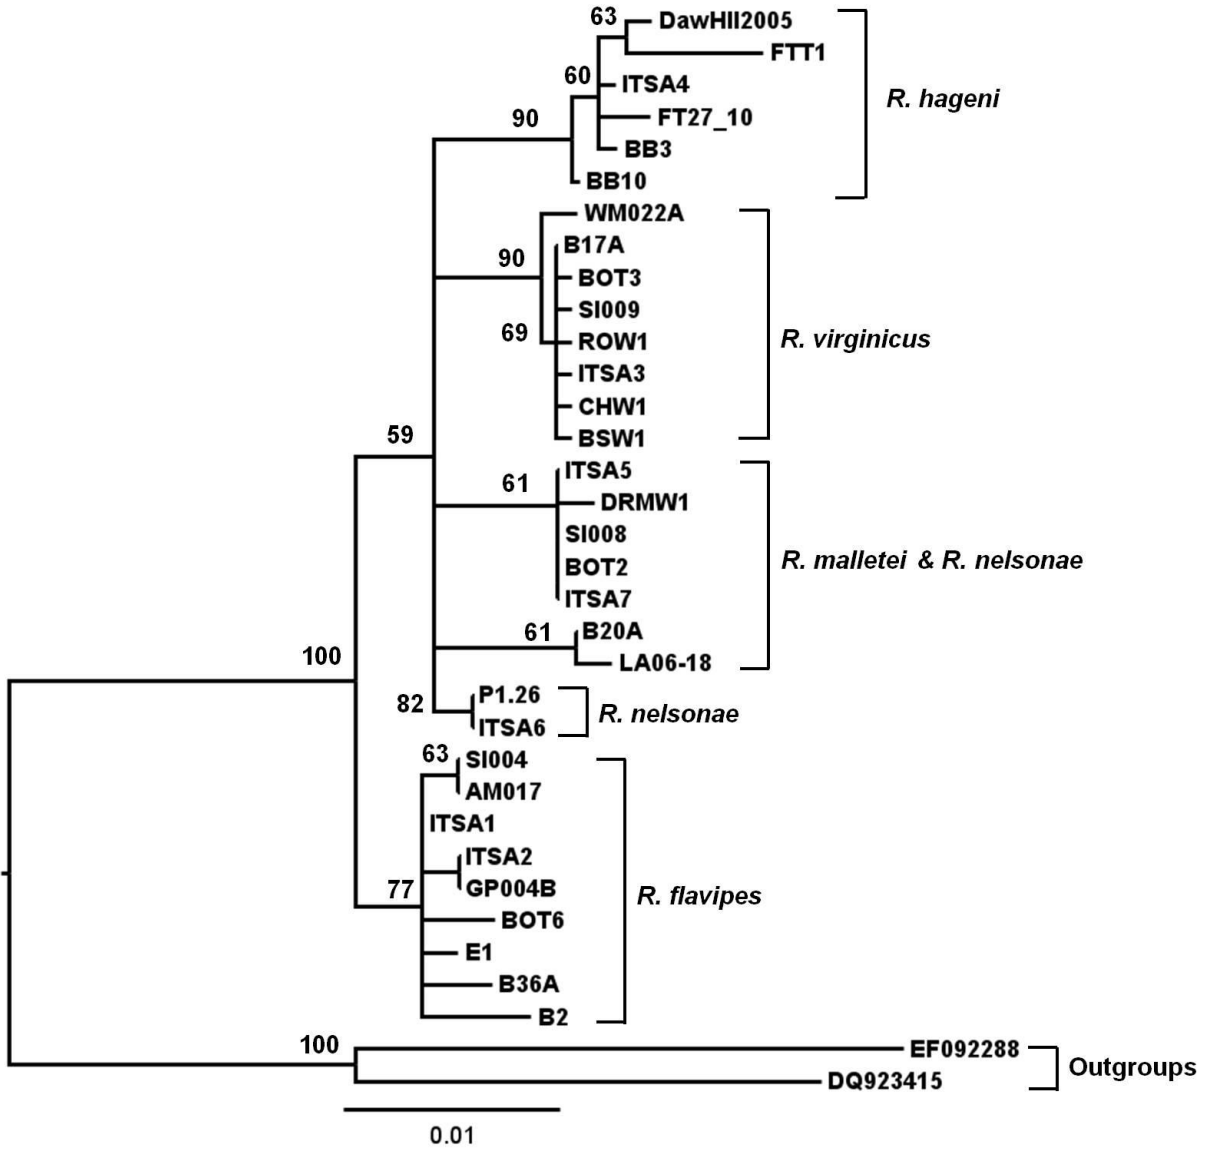 63
DawHII2005
FTT1
60
ITSA4
R. hageni
90
FT27_10
BB3
BB10
WM022A
90
B17A
BOT3
SI009
69
ROW1
R. virginicus
ITSA3
CHW1
59
BSW1
ITSA5
61
DRMW1
SI008
R. malletei & R. nelsonae
BOT2
ITSA7
61
B20A
100
LA06-18
82
P1.26
R. nelsonae
ITSA6
63
SI004
AM017
ITSA1
ITSA2
77
GP004B
R. flavipes
BOT6
E1
B36A
B2
100
EF092288
Outgroups
DQ923415
0.01